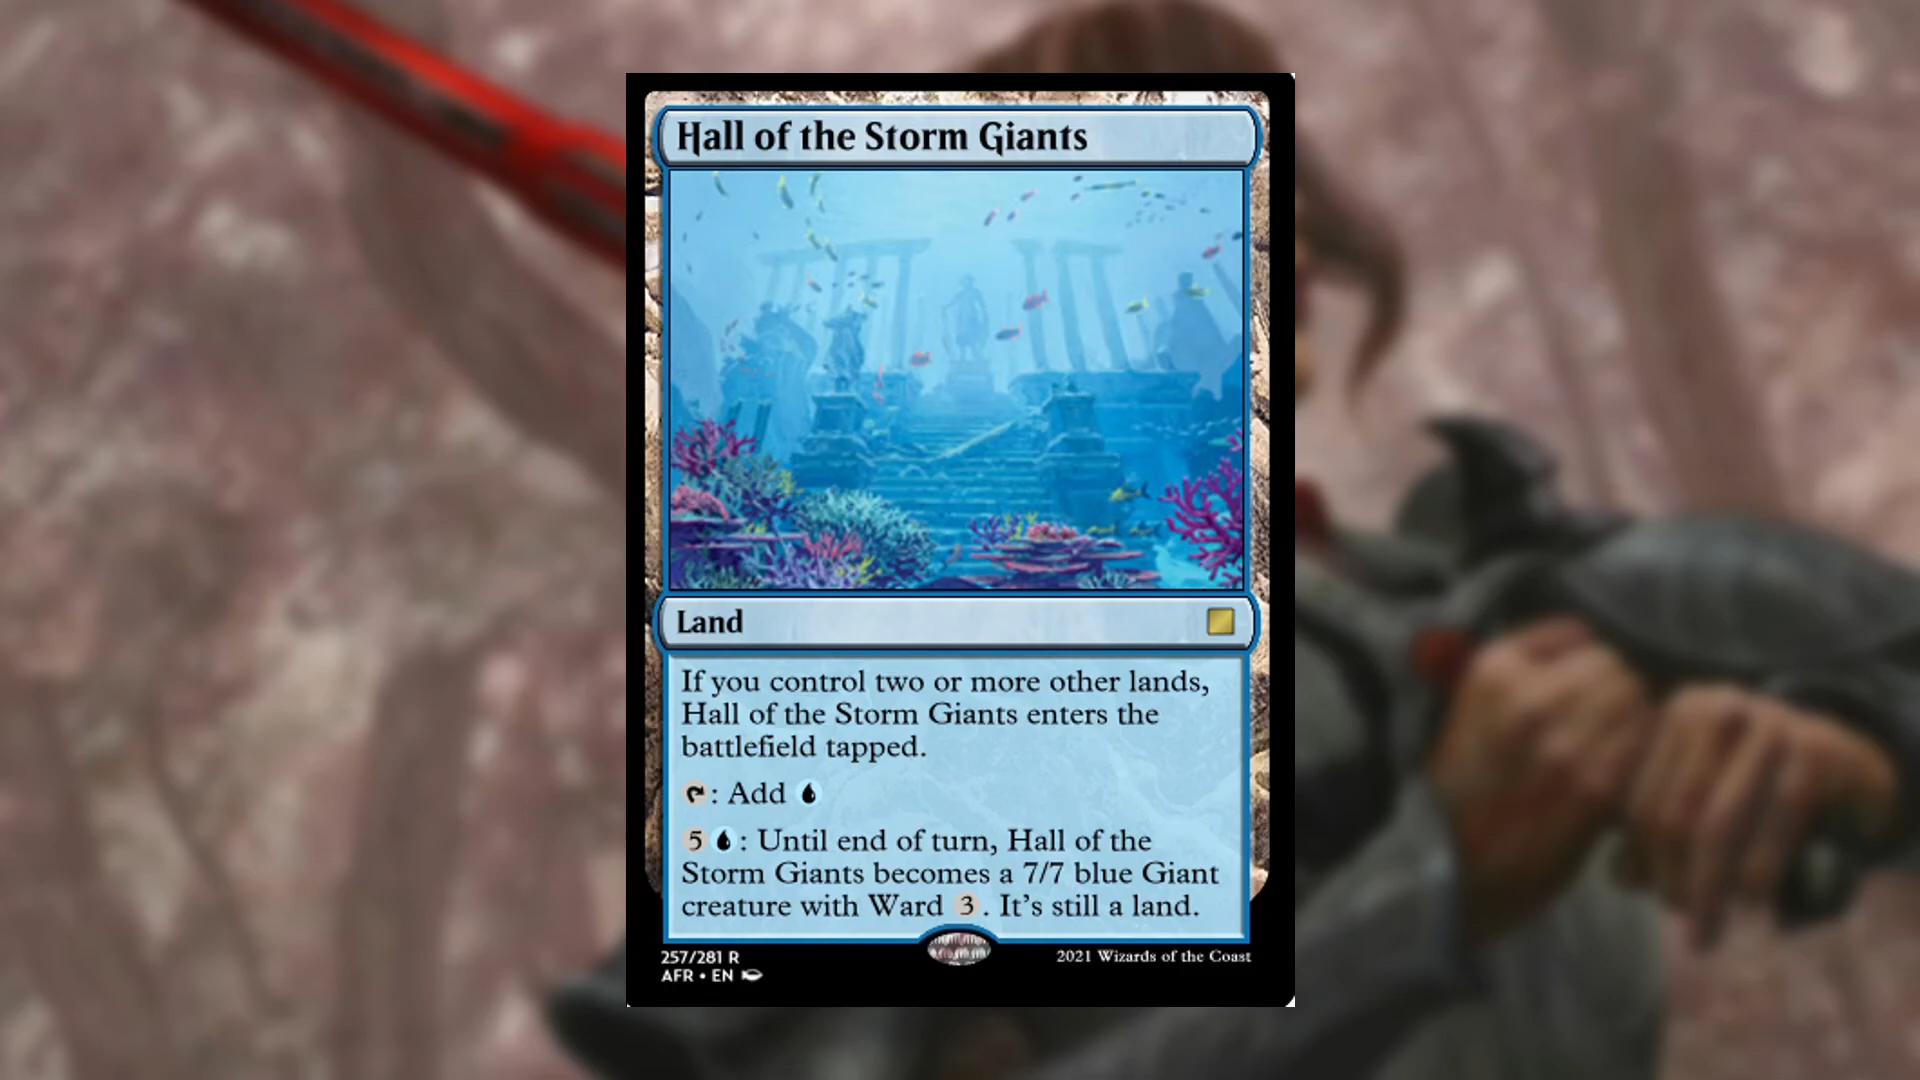 Hall of the Storm Giants
Land
If you control two or more other lands,
Hall of the Storm Giants enters the
battlefield tapped.
: Add
5 : Until end of turn, Hall of the
Storm Giants becomes a 7/7 blue Giant
creature with Ward 3 . It's still a land.
257/281 R
2021 Wizards of the Coast
AFR • EN